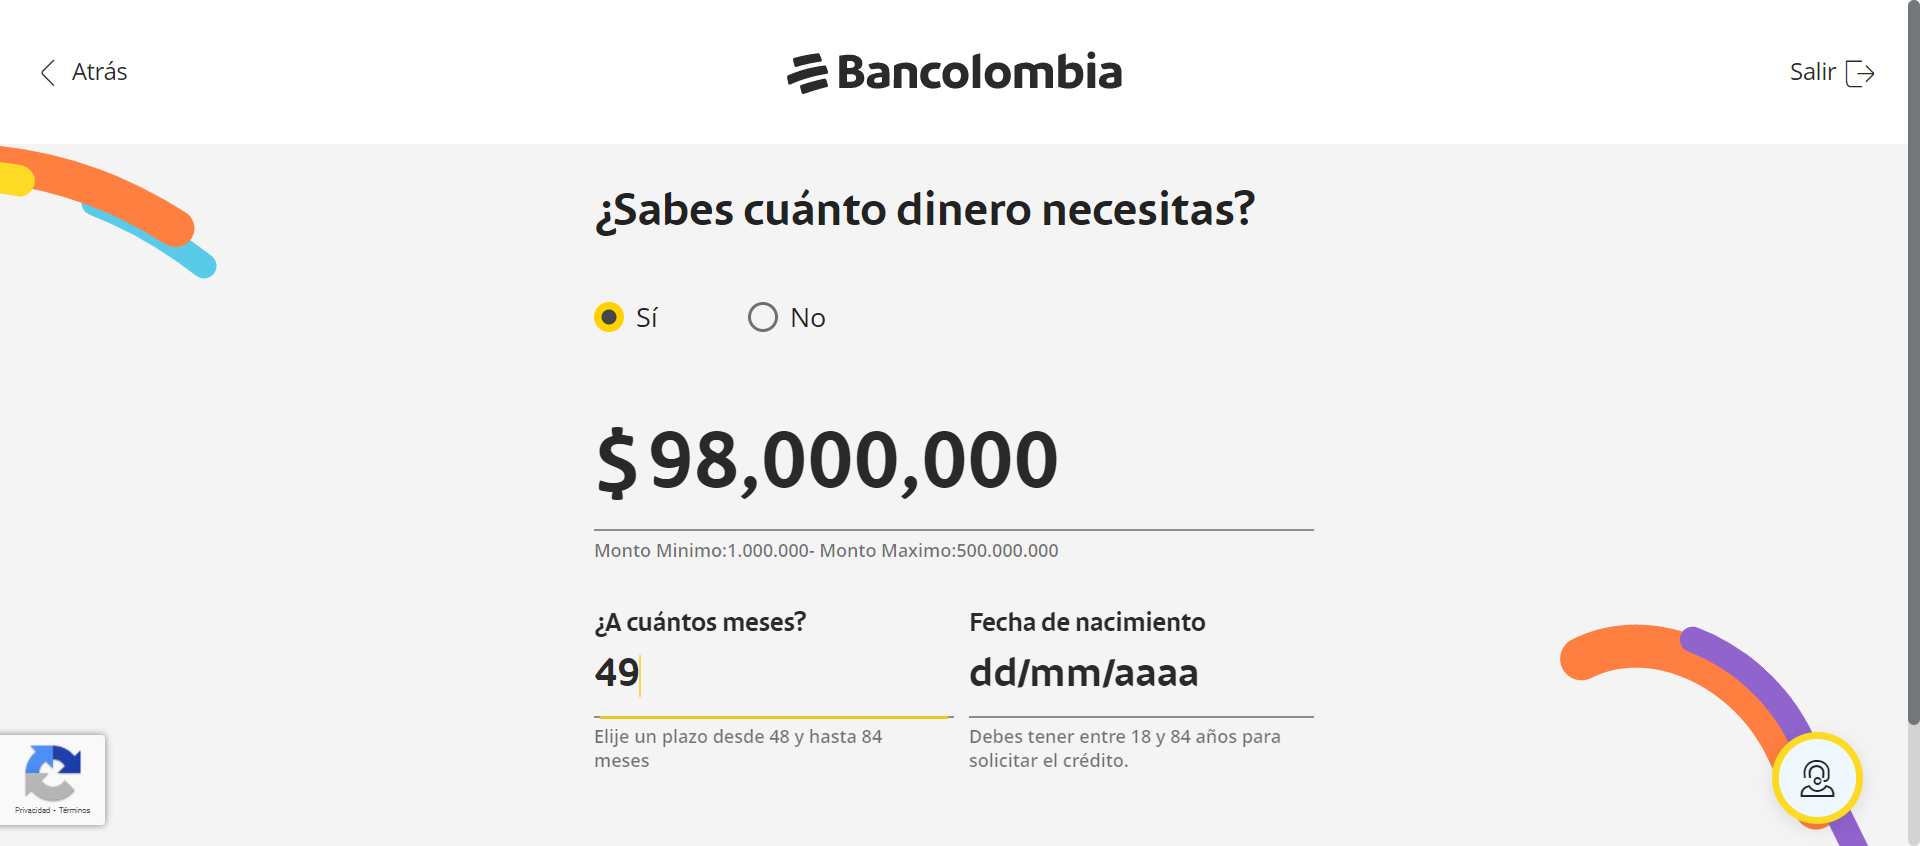 Atrás
Bancolombia
Salir
¿Sabes cuánto dinero necesitas?
Sí
No
$ 98,000,000
Monto Minimo:1.000.000- Monto Maximo:500.000.000
¿A cuántos meses?
49
Elije un plazo desde 48 y hasta 84
meses
Fecha de nacimiento
dd/mm/aaaa
Debes tener entre 18 y 84 años para
solicitar el crédito.
Privacidad - Términos